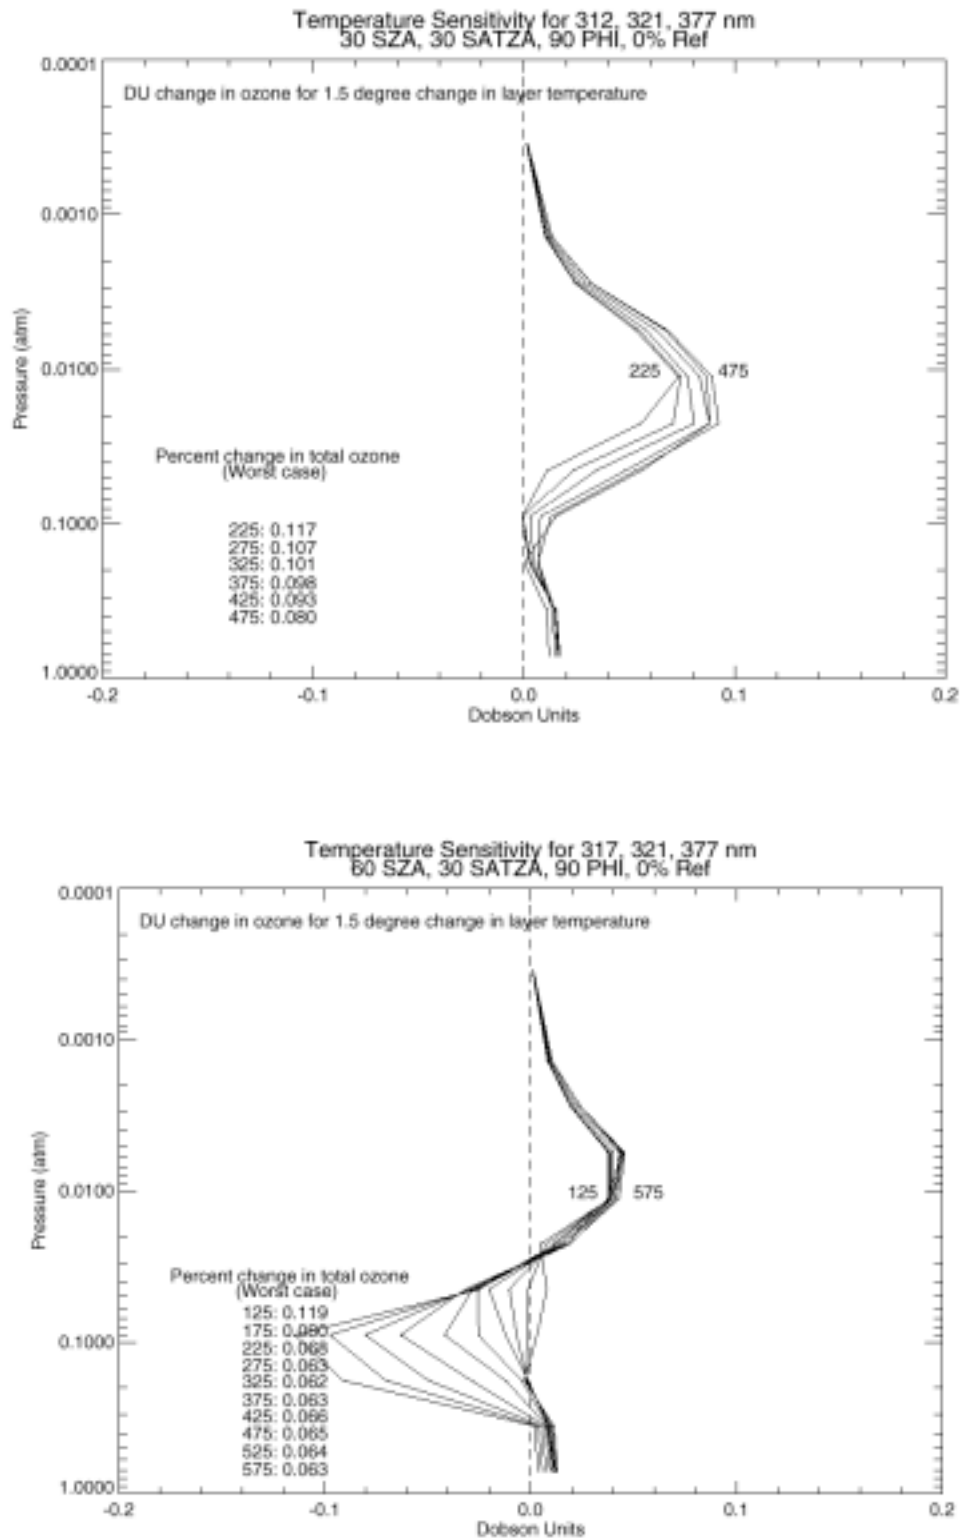 Temperature Sensitivity for 312, 321, 377 nm
30 SZA, 30 SATZA, 90 PHI, 0% Ref
0.0001
DU change in ozone for 1.5 degree change in layer temperature
0.0010
Pressure (atm)
0.0100
225
475
Percent change in total ozone
(Worst case)
0.1000
225: 0.117
275: 0.107
325: 0.101
375: 0.098
425: 0.093
475: 0.080
1.0000
-0.2
-0.1
0.0
0.1
0.2
Dobson Units
Temperature Sensitivity for 317, 321, 377 nm
60 SZA, 30 SATZA, 90 PHI, 0% Ref
0.0001
DU change in ozone for 1.5 degree change in layer temperature
0.0010
Pressure (atm)
0.0100
125
575
Percent change in total ozone
(Worst case)
125: 0.119
175: 0.080
0.1000
225: 0.068
275: 0.063
325: 0.062
375: 0.063
425: 0.066
475: 0.065
525: 0.064
575: 0.063
1.0000
-0.2
-0.1
0.0
0.1
0.2
Dobson Units